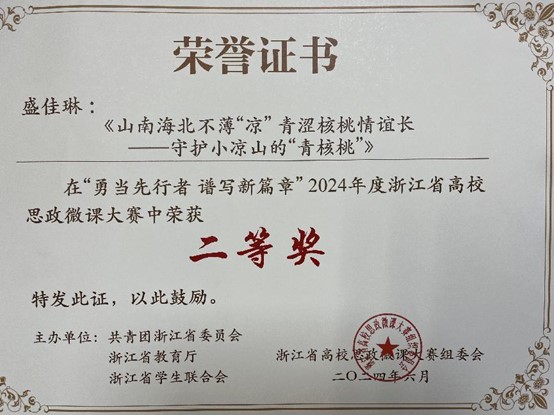 荣誉证书
盛佳琳：
《山南海北不薄“凉” 青涩核桃情谊长
——守护小凉山的“青核桃”》
在“勇当先行者 谱写新篇章”2024年度浙江省高校
思政微课大赛中荣获
二等奖
特发此证，以此鼓励。
主办单位：共青团浙江省委员会
浙江省教育厅
浙江省学生联合会
浙江省高校思政微课大赛组委会
二〇二四年六月